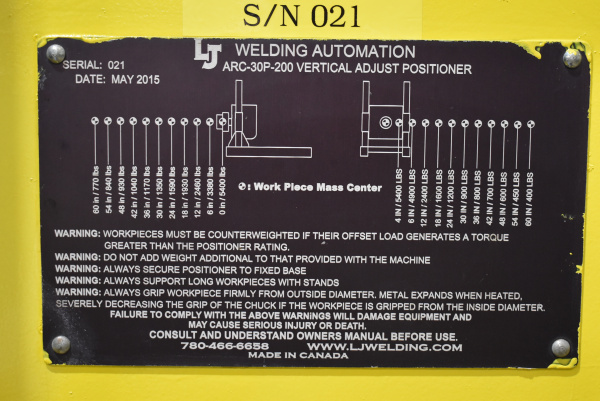 S/N 021
LJ WELDING AUTOMATION
SERIAL: 021
ARC-30P-200 VERTICAL ADJUST POSITIONER
DATE: MAY 2015
60 in / 770 lbs
54 in / 840 lbs
48 in / 930 lbs
42 in / 1040 lbs
36 in / 1170 lbs
30 in / 1350 lbs
24 in / 1590 lbs
18 in / 1930 lbs
12 in / 2460 lbs
6 in / 3380 lbs
0 in / 5400 lbs
4 IN / 5400 LBS
6 IN / 4900 LBS
12 IN / 2400 LBS
18 IN / 1600 LBS
24 IN / 1200 LBS
30 IN / 900 LBS
36 IN / 800 LBS
42 IN / 700 LBS
48 IN / 600 LBS
54 IN / 450 LBS
60 IN / 400 LBS
: Work Piece Mass Center
WARNING: WORKPIECES MUST BE COUNTERWEIGHTED IF THEIR OFFSET LOAD GENERATES A TORQUE
GREATER THAN THE POSITIONER RATING.
WARNING: DO NOT ADD WEIGHT ADDITIONAL TO THAT PROVIDED WITH THE MACHINE
WARNING: ALWAYS SECURE POSITIONER TO FIXED BASE
WARNING: ALWAYS SUPPORT LONG WORKPIECES WITH STANDS
WARNING: ALWAYS GRIP WORKPIECE FIRMLY FROM OUTSIDE DIAMETER. METAL EXPANDS WHEN HEATED,
SEVERELY DECREASING THE GRIP OF THE CHUCK IF THE WORKPIECE IS GRIPPED FROM THE INSIDE DIAMETER.
FAILURE TO COMPLY WITH THE ABOVE WARNINGS WILL DAMAGE EQUIPMENT AND
MAY CAUSE SERIOUS INJURY OR DEATH.
CONSULT AND UNDERSTAND OWNERS MANUAL BEFORE USE.
780-466-6658 WWW.LJWELDING.COM
MADE IN CANADA